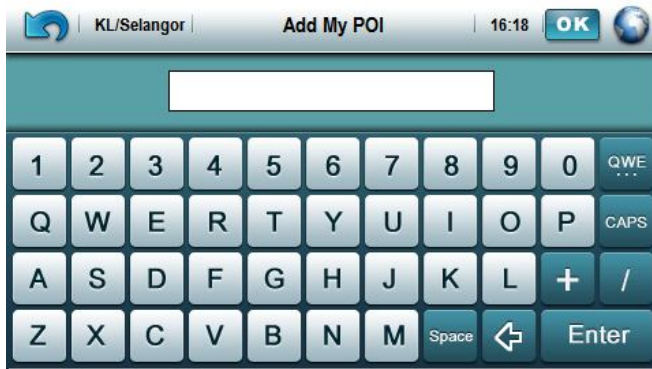 KL/Selangor Add My POI 16:18 OK
1 2 3 4 5 6 7 8 9 0 QWE...
Q W E R T Y U I O P CAPS
A S D F G H J K L + /
Z X C V B N M Space Enter